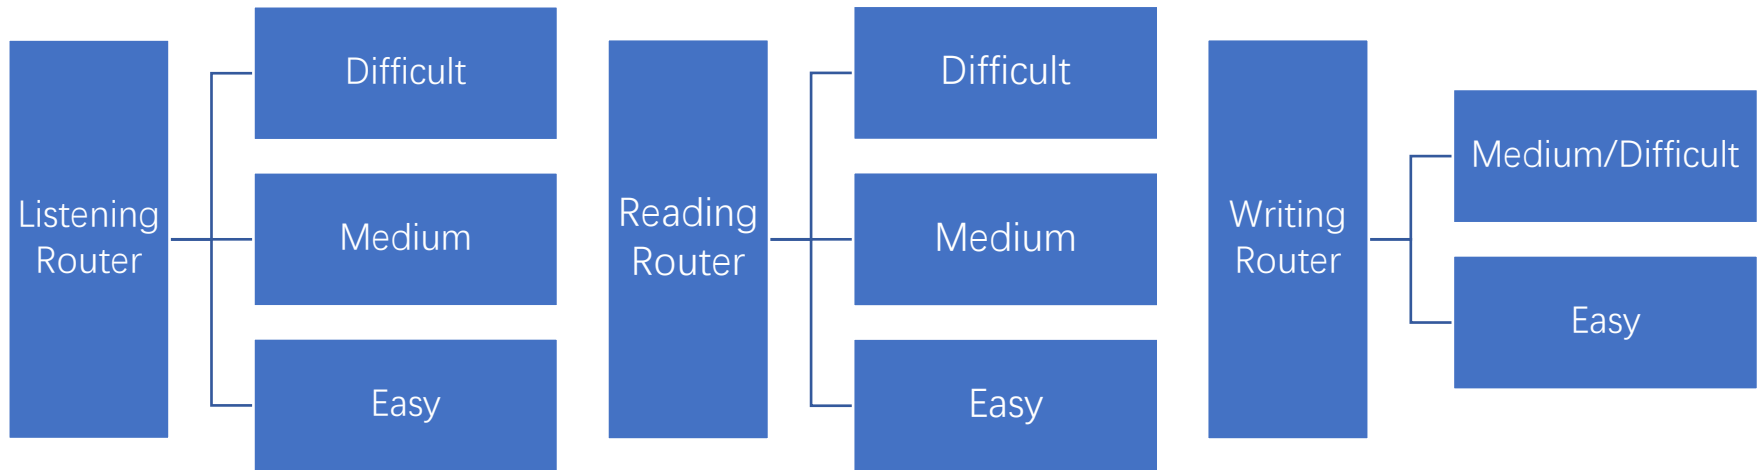 Listening
Router
Difficult
Medium
Easy
Reading
Router
Difficult
Medium
Easy
Writing
Router
Medium/Difficult
Easy